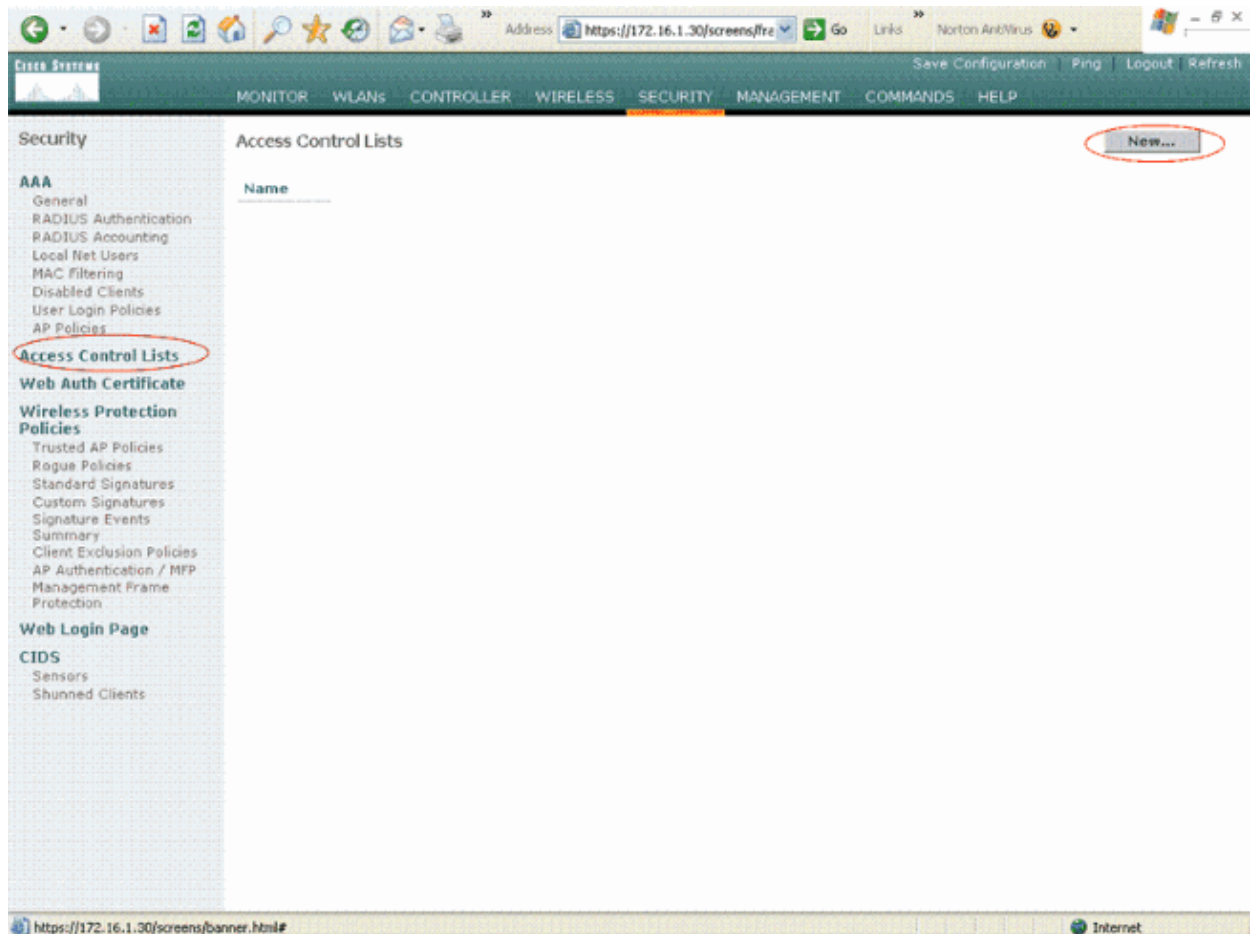 Address https://172.16.1.30/screens/fra Go Links Norton AntiVirus
CISCO SYSTEMS
Save Configuration Ping Logout Refresh
MONITOR WLANs CONTROLLER WIRELESS SECURITY MANAGEMENT COMMANDS HELP
Security
AAA
General
RADIUS Authentication
RADIUS Accounting
Local Net Users
MAC Filtering
Disabled Clients
User Login Policies
AP Policies
Access Control Lists
Web Auth Certificate
Wireless Protection
Policies
Trusted AP Policies
Rogue Policies
Standard Signatures
Custom Signatures
Signature Events
Summary
Client Exclusion Policies
AP Authentication / MFP
Management Frame
Protection
Web Login Page
CIDS
Sensors
Shunned Clients
Access Control Lists
New...
Name
https://172.16.1.30/screens/banner.html#
Internet